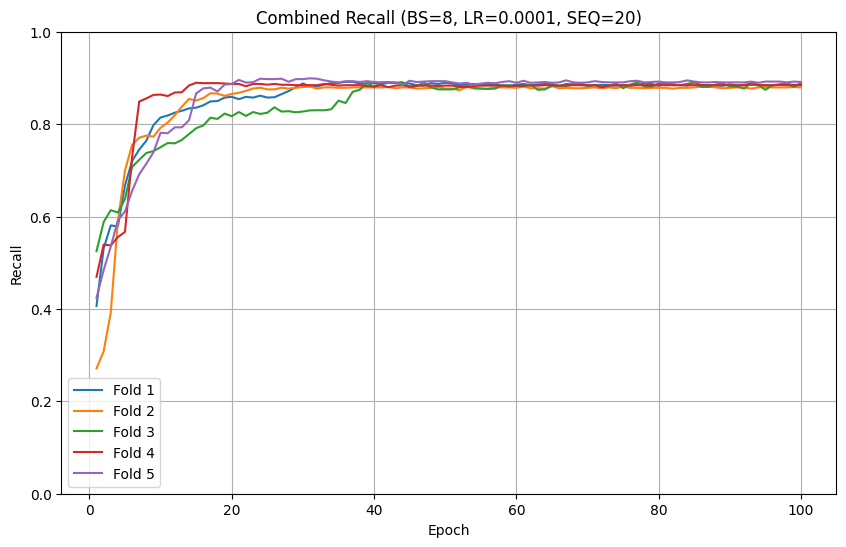 Combined Recall (BS=8, LR=0.0001, SEQ=20)
1.0
0.8
0.6
0.4
0.2
0.0
Recall
Fold 1
Fold 2
Fold 3
Fold 4
Fold 5
0 20 40 60 80 100
Epoch